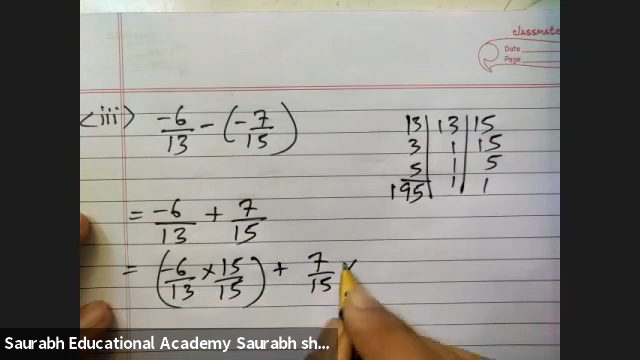 classmate
Date
Page
<iii> -6/13 - (-7/15)
13 | 13 | 15
3 | 1 | 15
5 | 1 | 5
195 | 1 | 1
= -6/13 + 7/15
= (-6/13 × 15/15) + 7/15 ×
Saurabh Educational Academy Saurabh sh...